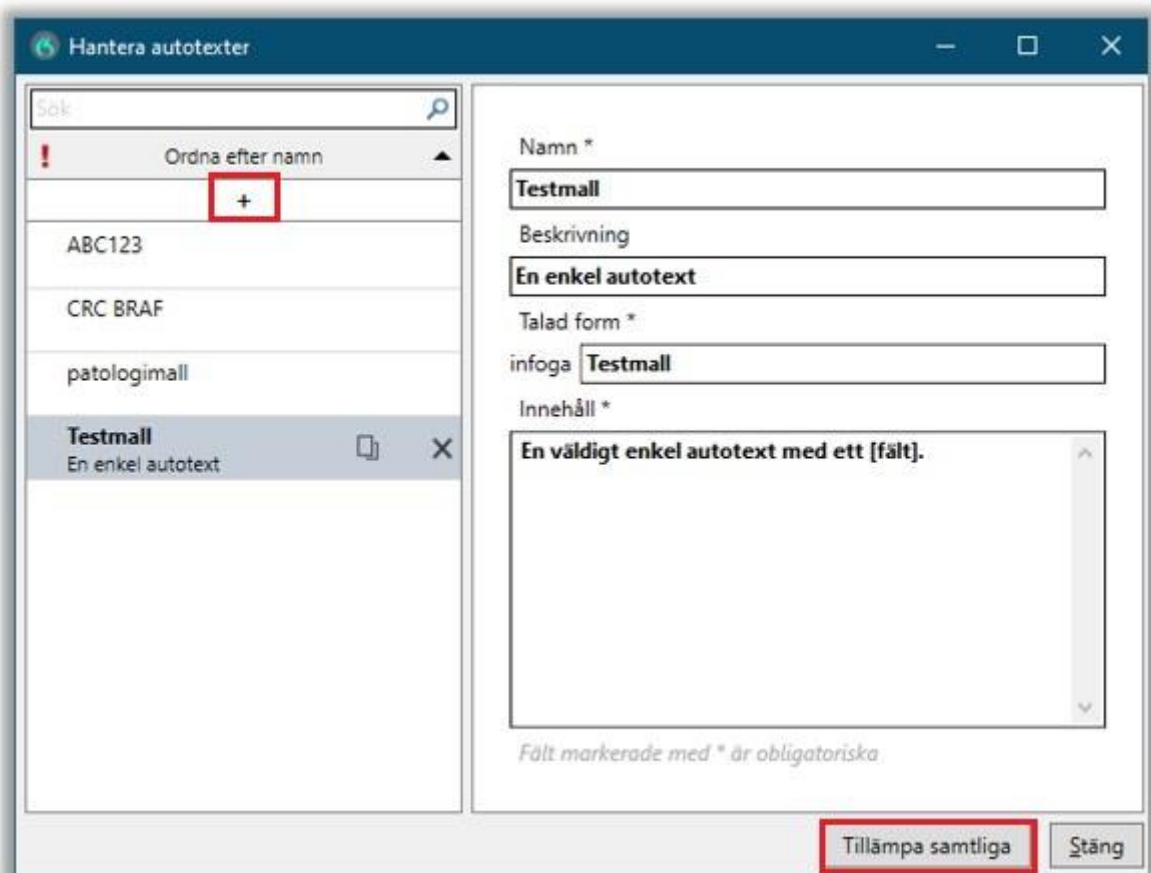 Hantera autotexter
Sök
! Ordna efter namn
+
ABC123
CRC BRAF
patologimall
Testmall
En enkel autotext
Namn *
Testmall
Beskrivning
En enkel autotext
Talad form *
infoga Testmall
Innehåll *
En väldigt enkel autotext med ett [fält].
Fält markerade med * är obligatoriska
Tillämpa samtliga
Stäng